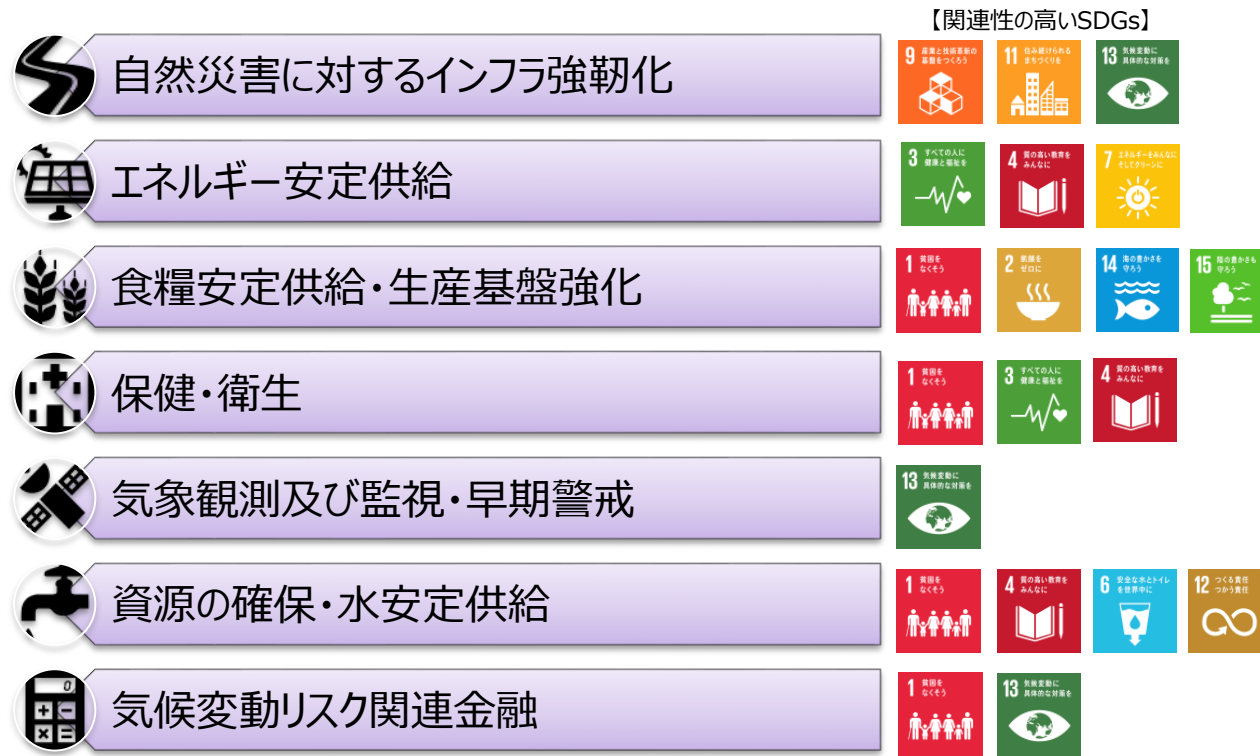 【関連性の高いSDGs】
自然災害に対するインフラ強靭化
9 産業と技術革新の
基盤をつくろう
11 住み続けられる
まちづくりを
13 気候変動に
具体的な対策を
エネルギー安定供給
3 すべての人に
健康と福祉を
4 質の高い教育を
みんなに
7 エネルギーをみんなに
そしてクリーンに
食糧安定供給・生産基盤強化
1 貧困を
なくそう
2 飢餓を
ゼロに
14 海の豊かさを
守ろう
15 陸の豊かさも
守ろう
保健・衛生
1 貧困を
なくそう
3 すべての人に
健康と福祉を
4 質の高い教育を
みんなに
気象観測及び監視・早期警戒
13 気候変動に
具体的な対策を
資源の確保・水安定供給
1 貧困を
なくそう
4 質の高い教育を
みんなに
6 安全な水とトイレ
を世界中に
12 つくる責任
つかう責任
0
+ -
× =
気候変動リスク関連金融
1 貧困を
なくそう
13 気候変動に
具体的な対策を